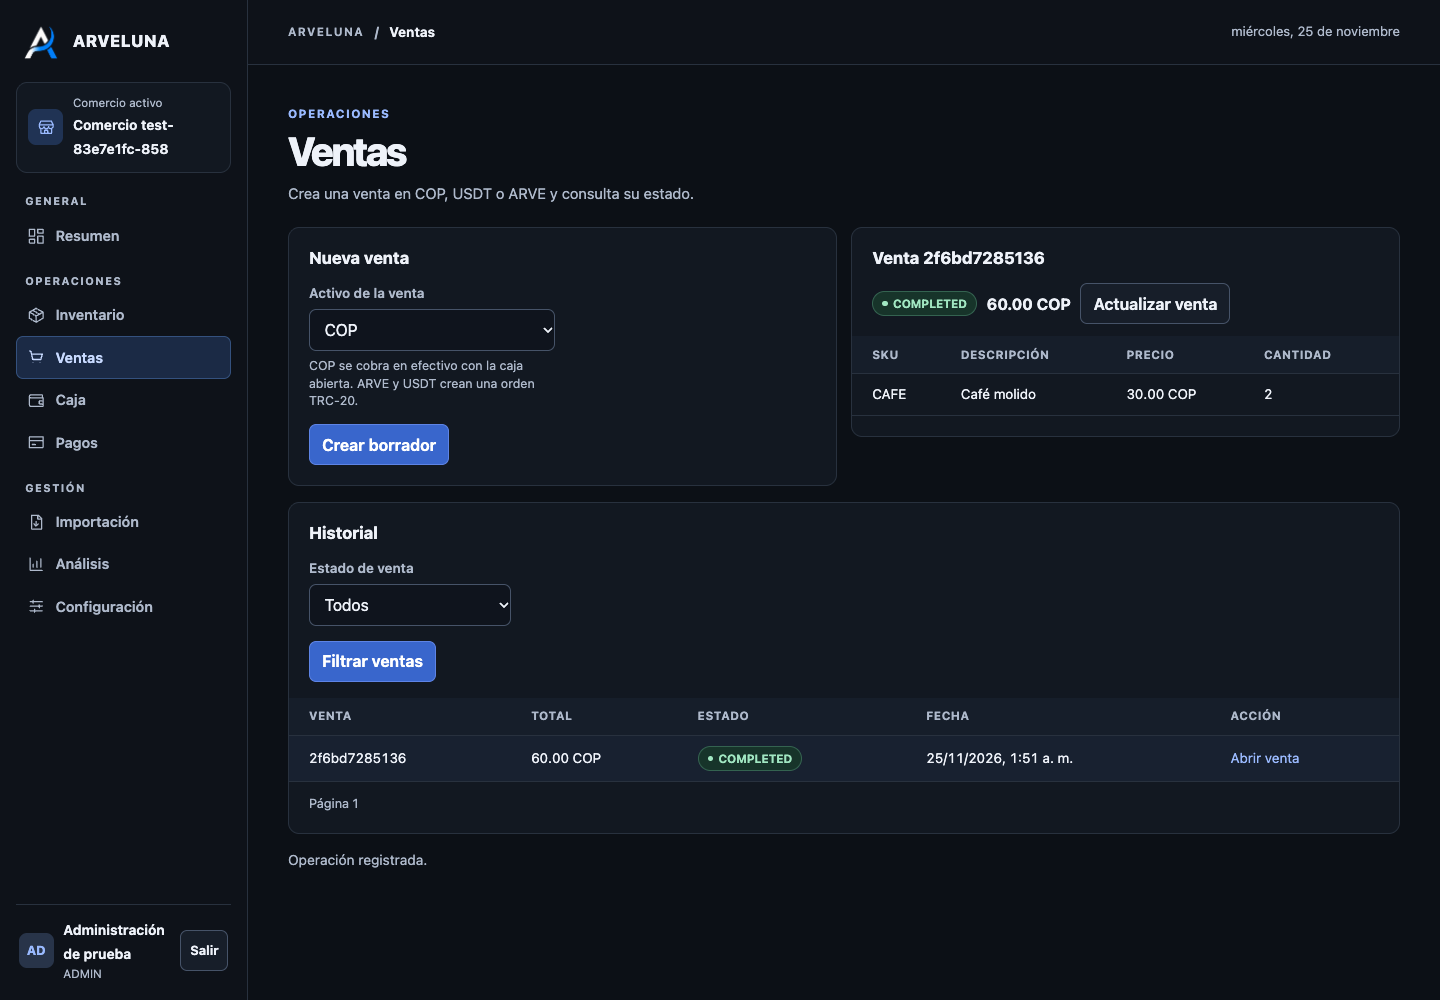 ARVELUNA
Comercio activo
Comercio test-
83e7e1fc-858
GENERAL
Resumen
OPERACIONES
Inventario
Ventas
Caja
Pagos
GESTIÓN
Importación
Análisis
Configuración
AD
Administración
de prueba
ADMIN
Salir
ARVELUNA / Ventas
miércoles, 25 de noviembre
OPERACIONES
Ventas
Crea una venta en COP, USDT o ARVE y consulta su estado.
Nueva venta
Activo de la venta
COP
COP se cobra en efectivo con la caja
abierta. ARVE y USDT crean una orden
TRC-20.
Crear borrador
Venta 2f6bd7285136
COMPLETED 60.00 COP Actualizar venta
SKU DESCRIPCIÓN PRECIO CANTIDAD
CAFE Café molido 30.00 COP 2
Historial
Estado de venta
Todos
Filtrar ventas
VENTA TOTAL ESTADO FECHA ACCIÓN
2f6bd7285136 60.00 COP COMPLETED 25/11/2026, 1:51 a. m. Abrir venta
Página 1
Operación registrada.